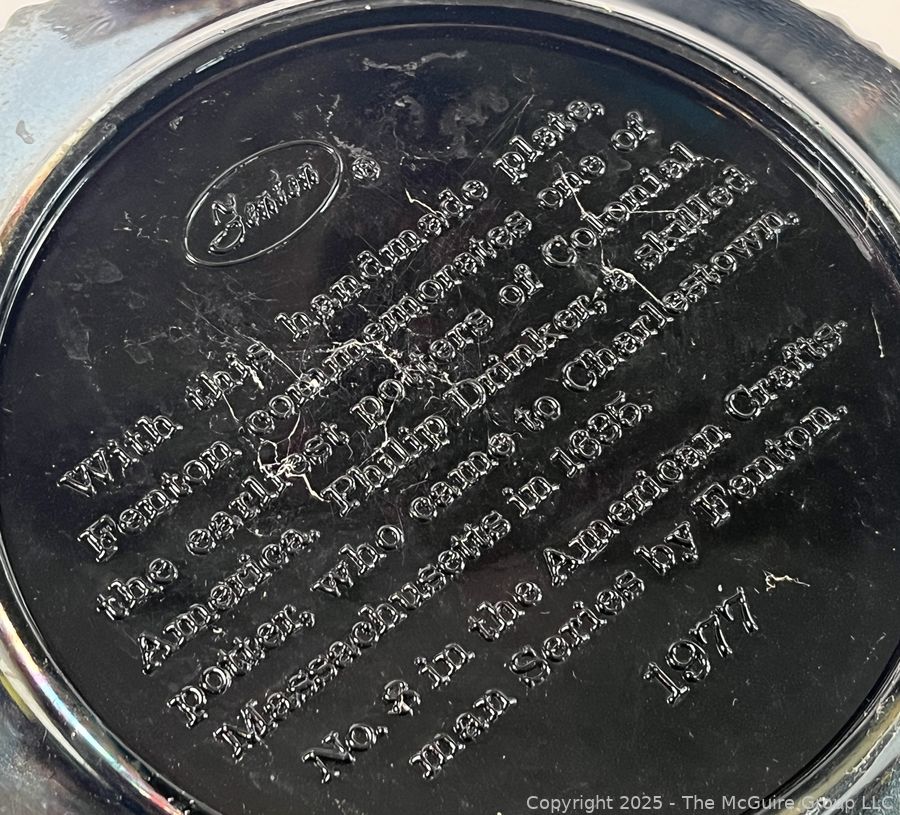 Fenton ®
With this handmade plate,
Fenton commemorates one of
the earliest potters of Colonial
America. Philip Drinker, a skilled
potter, who came to Charlestown,
Massachusetts in 1635.
No. 8 in the American Crafts-
man Series by Fenton.
1977
Copyright 2025 - The McGuire Group LLC